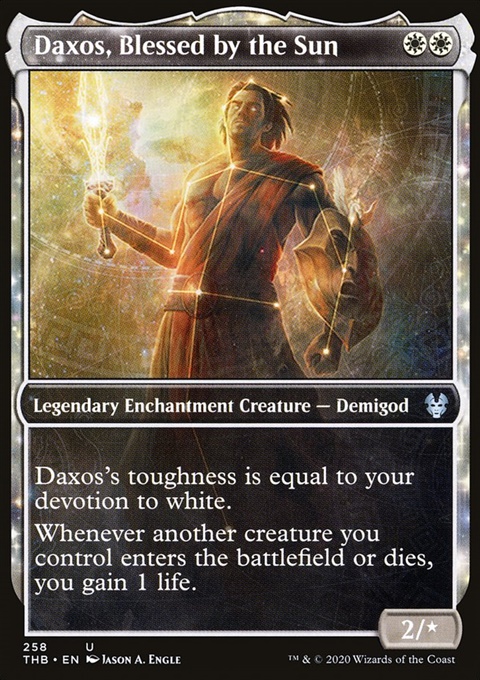 Daxos, Blessed by the Sun
Legendary Enchantment Creature — Demigod
Daxos's toughness is equal to your
devotion to white.
Whenever another creature you
control enters the battlefield or dies,
you gain 1 life.
2/*
258 U
THB • EN Jason A. Engle
™ & © 2020 Wizards of the Coast